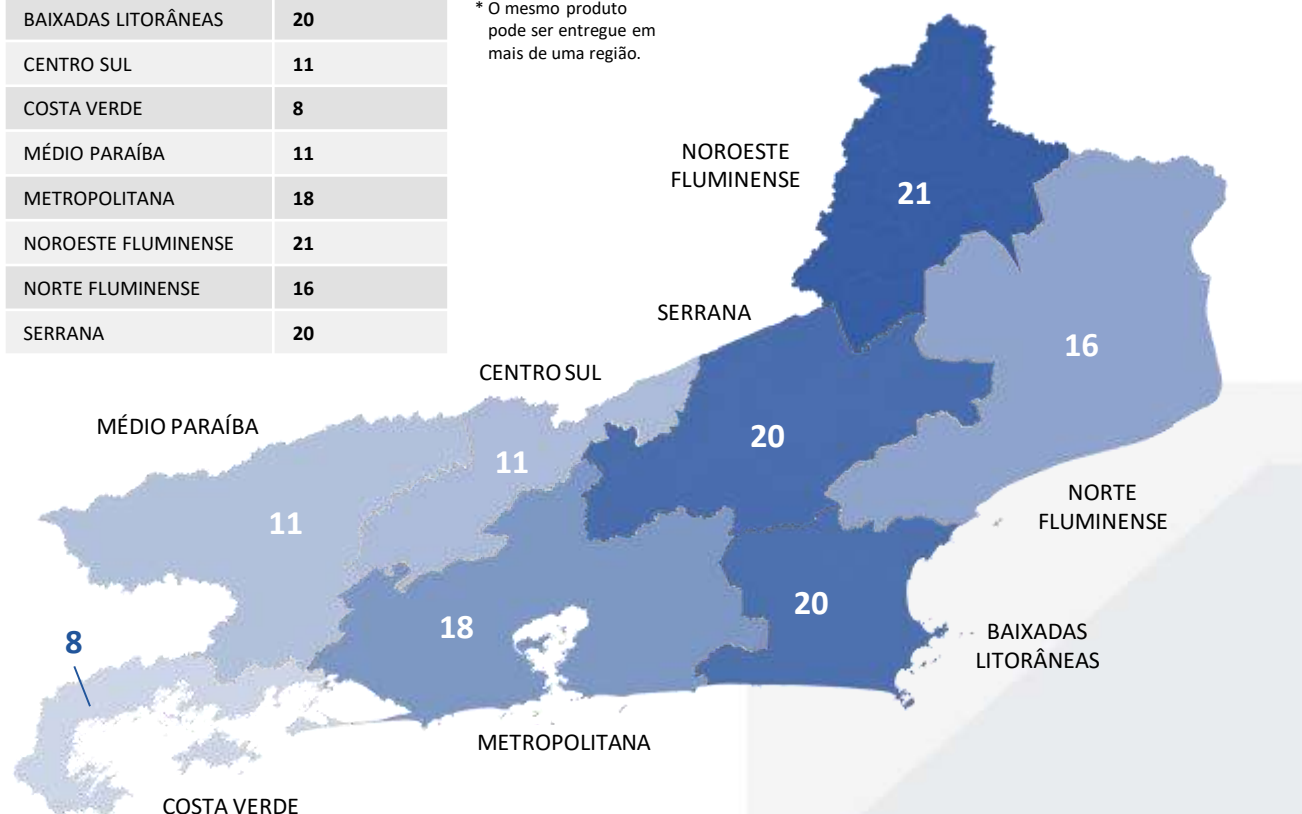 BAIXADAS LITORÂNEAS 20
CENTRO SUL 11
COSTA VERDE 8
MÉDIO PARAÍBA 11
METROPOLITANA 18
NOROESTE FLUMINENSE 21
NORTE FLUMINENSE 16
SERRANA 20
* O mesmo produto
pode ser entregue em
mais de uma região.
NOROESTE
FLUMINENSE
21
SERRANA
16
CENTRO SUL
MÉDIO PARAÍBA
20
11
11
NORTE
FLUMINENSE
20
18
8
BAIXADAS
LITORÂNEAS
METROPOLITANA
COSTA VERDE